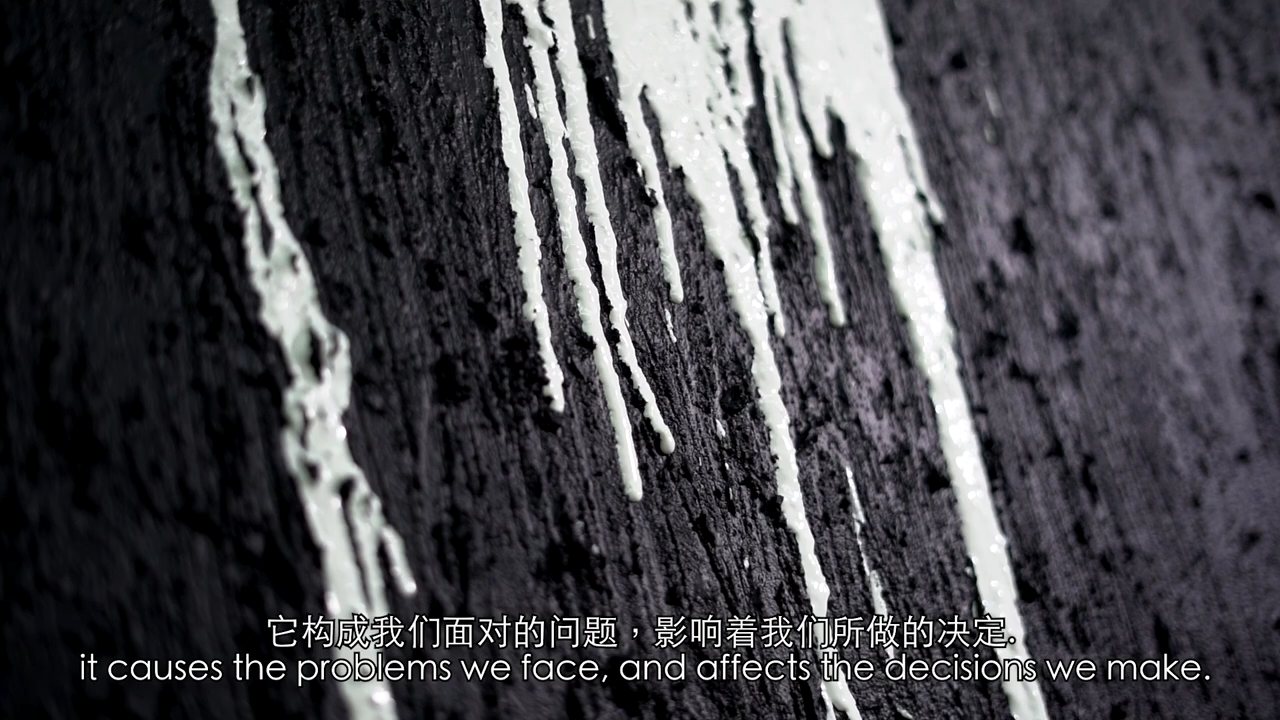 它构成我们面对的问题，影响着我们所做的决定.
it causes the problems we face, and affects the decisions we make.